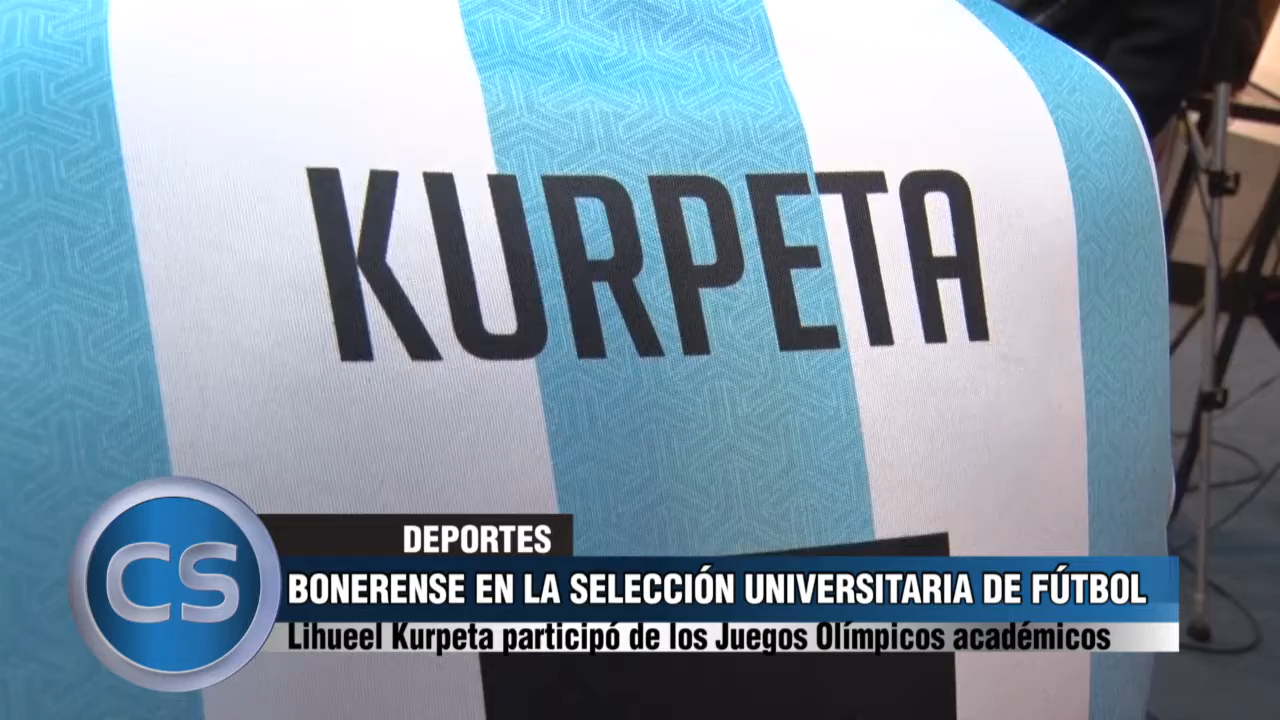 KURPETA
DEPORTES
CS
BONERENSE EN LA SELECCIÓN UNIVERSITARIA DE FÚTBOL
Lihueel Kurpeta participó de los Juegos Olímpicos académicos